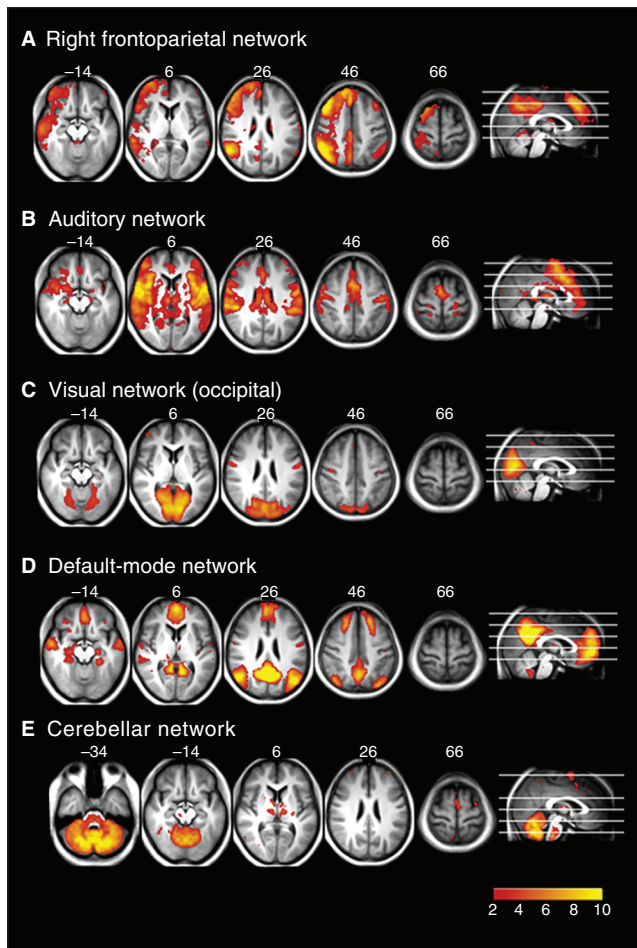 A Right frontoparietal network
–14 6 26 46 66
B Auditory network
–14 6 26 46 66
C Visual network (occipital)
–14 6 26 46 66
D Default-mode network
–14 6 26 46 66
E Cerebellar network
–34 –14 6 26 66
2 4 6 8 10